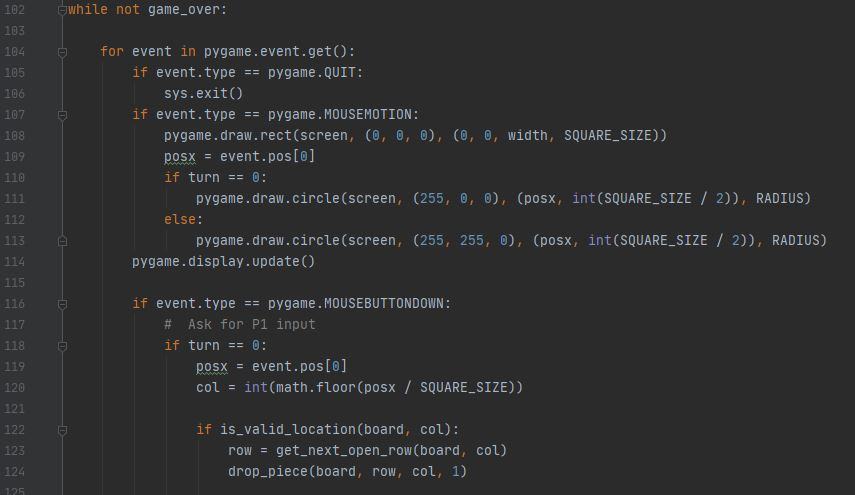 102 while not game_over:
103
104 for event in pygame.event.get():
105 if event.type == pygame.QUIT:
106 sys.exit()
107 if event.type == pygame.MOUSEMOTION:
108 pygame.draw.rect(screen, (0, 0, 0), (0, 0, width, SQUARE_SIZE))
109 posx = event.pos[0]
110 if turn == 0:
111 pygame.draw.circle(screen, (255, 0, 0), (posx, int(SQUARE_SIZE / 2)), RADIUS)
112 else:
113 pygame.draw.circle(screen, (255, 255, 0), (posx, int(SQUARE_SIZE / 2)), RADIUS)
114 pygame.display.update()
115
116 if event.type == pygame.MOUSEBUTTONDOWN:
117 #  Ask for P1 input
118 if turn == 0:
119 posx = event.pos[0]
120 col = int(math.floor(posx / SQUARE_SIZE))
121
122 if is_valid_location(board, col):
123 row = get_next_open_row(board, col)
124 drop_piece(board, row, col, 1)
125